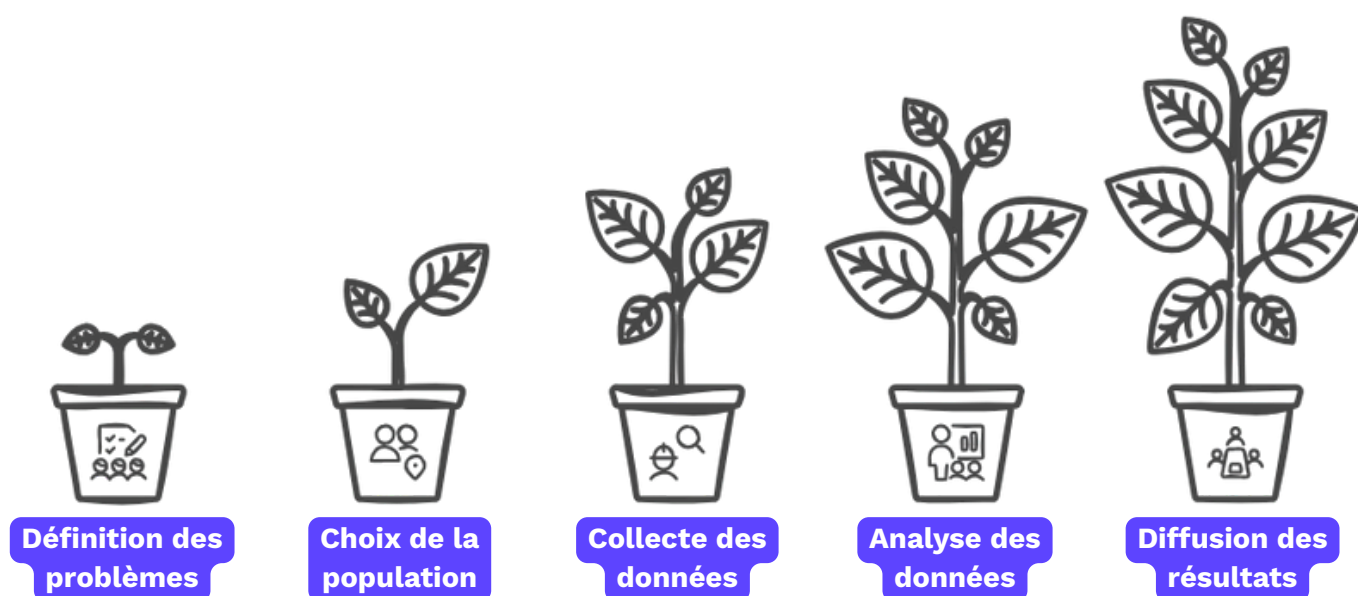 Définition des
problèmes
Choix de la
population
Collecte des
données
Analyse des
données
Diffusion des
résultats